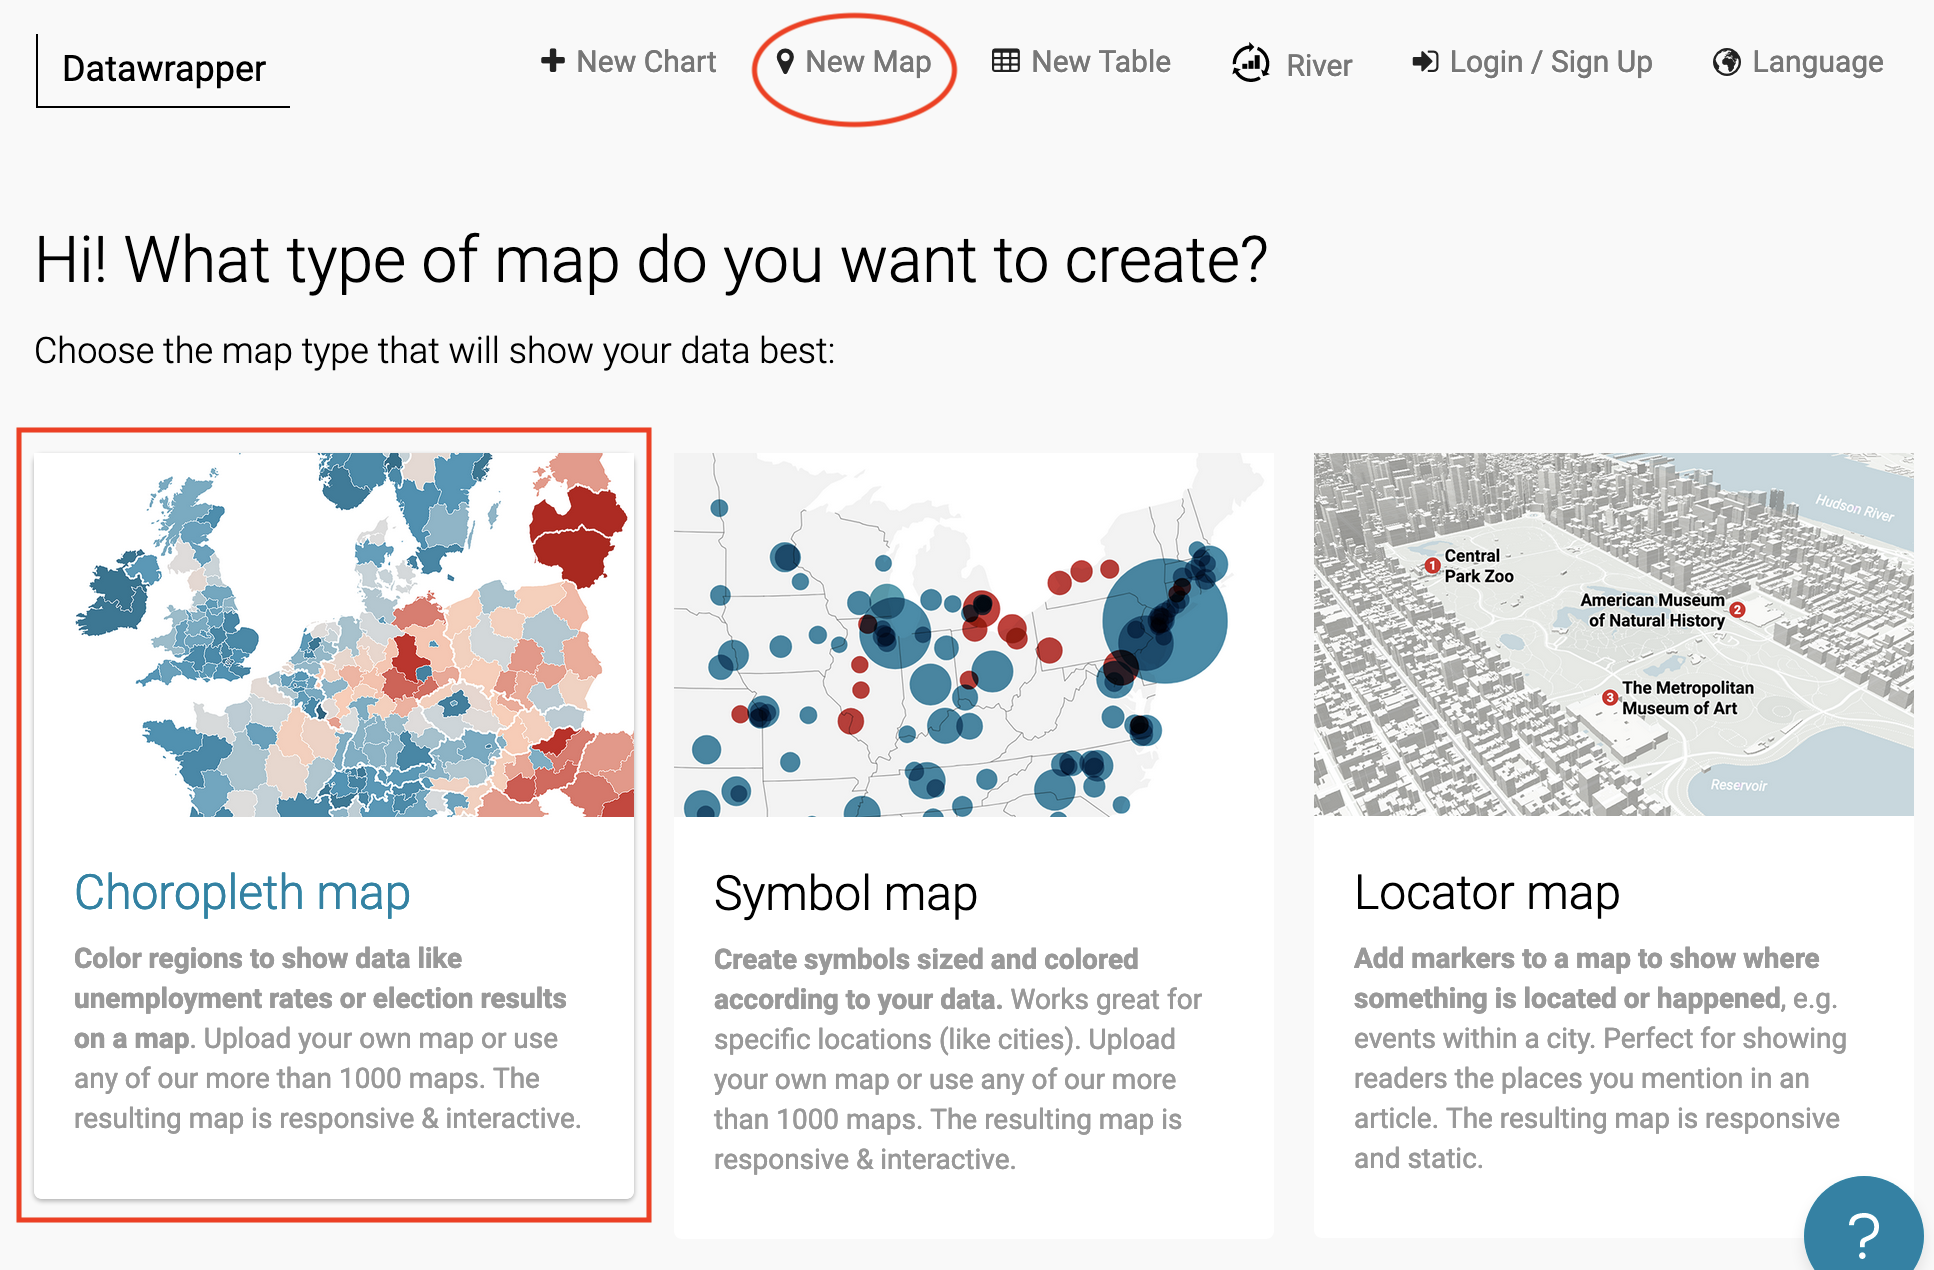 Datawrapper
New Chart
New Map
New Table
River
Login / Sign Up
Language
Hi! What type of map do you want to create?
Choose the map type that will show your data best:
Choropleth map
Color regions to show data like
unemployment rates or election results
on a map. Upload your own map or use
any of our more than 1000 maps. The
resulting map is responsive & interactive.
Symbol map
Create symbols sized and colored
according to your data. Works great for
specific locations (like cities). Upload
your own map or use any of our more
than 1000 maps. The resulting map is
responsive & interactive.
Hudson River
1 Central
Park Zoo
American Museum 2
of Natural History
3 The Metropolitan
Museum of Art
Reservoir
Locator map
Add markers to a map to show where
something is located or happened, e.g.
events within a city. Perfect for showing
readers the places you mention in an
article. The resulting map is responsive
and static.
?